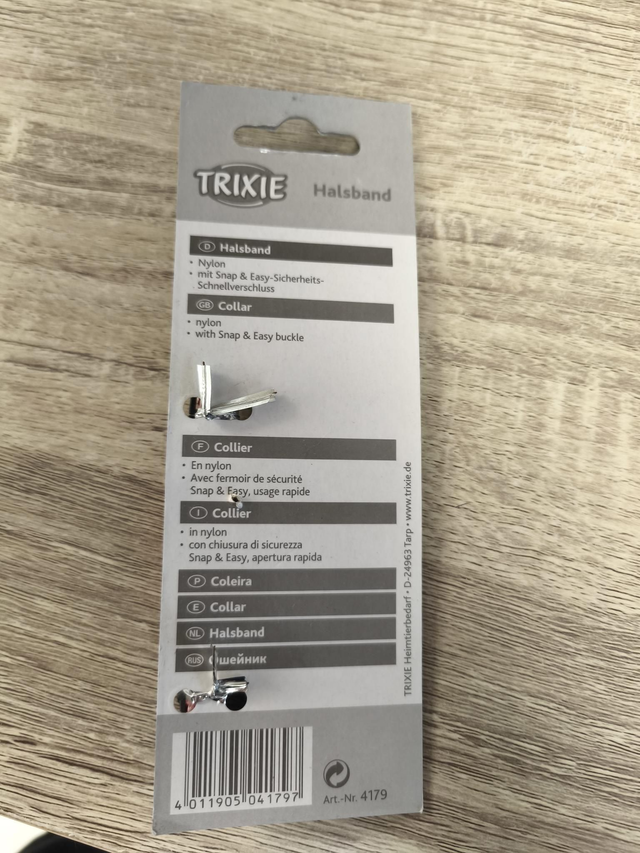 TRIXIE
Halsband
D Halsband
• Nylon
• mit Snap & Easy-Sicherheits-
Schnellverschluss
GB Collar
• nylon
• with Snap & Easy buckle
F Collier
• En nylon
• Avec fermoir de sécurité
Snap & Easy, usage rapide
I Collier
• in nylon
• con chiusura di sicurezza
Snap & Easy, apertura rapida
P Coleira
E Collar
NL Halsband
RUS Ошейник
TRIXIE Heimtierbedarf • D-24963 Tarp • www.trixie.de
4 011905 041797
Art.-Nr. 4179